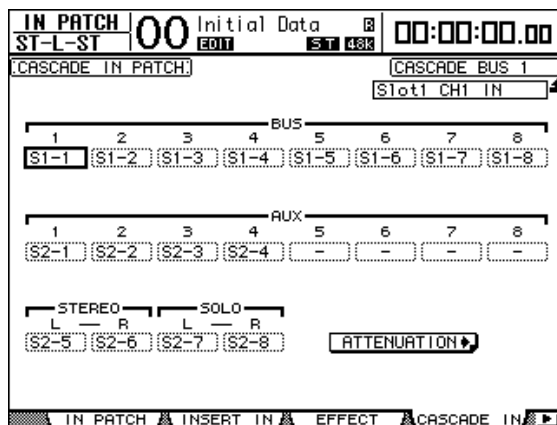 IN PATCH 00 Initial Data R 00:00:00.00
ST-L-ST EDIT ST 48K
CASCADE IN PATCH CASCADE BUS 1
Slot1 CH1 IN
BUS
1 2 3 4 5 6 7 8
S1-1 S1-2 S1-3 S1-4 S1-5 S1-6 S1-7 S1-8
AUX
1 2 3 4 5 6 7 8
S2-1 S2-2 S2-3 S2-4 - - - -
STEREO SOLO
L — R L — R
S2-5 S2-6 S2-7 S2-8 ATTENUATION
IN PATCH INSERT IN EFFECT CASCADE IN